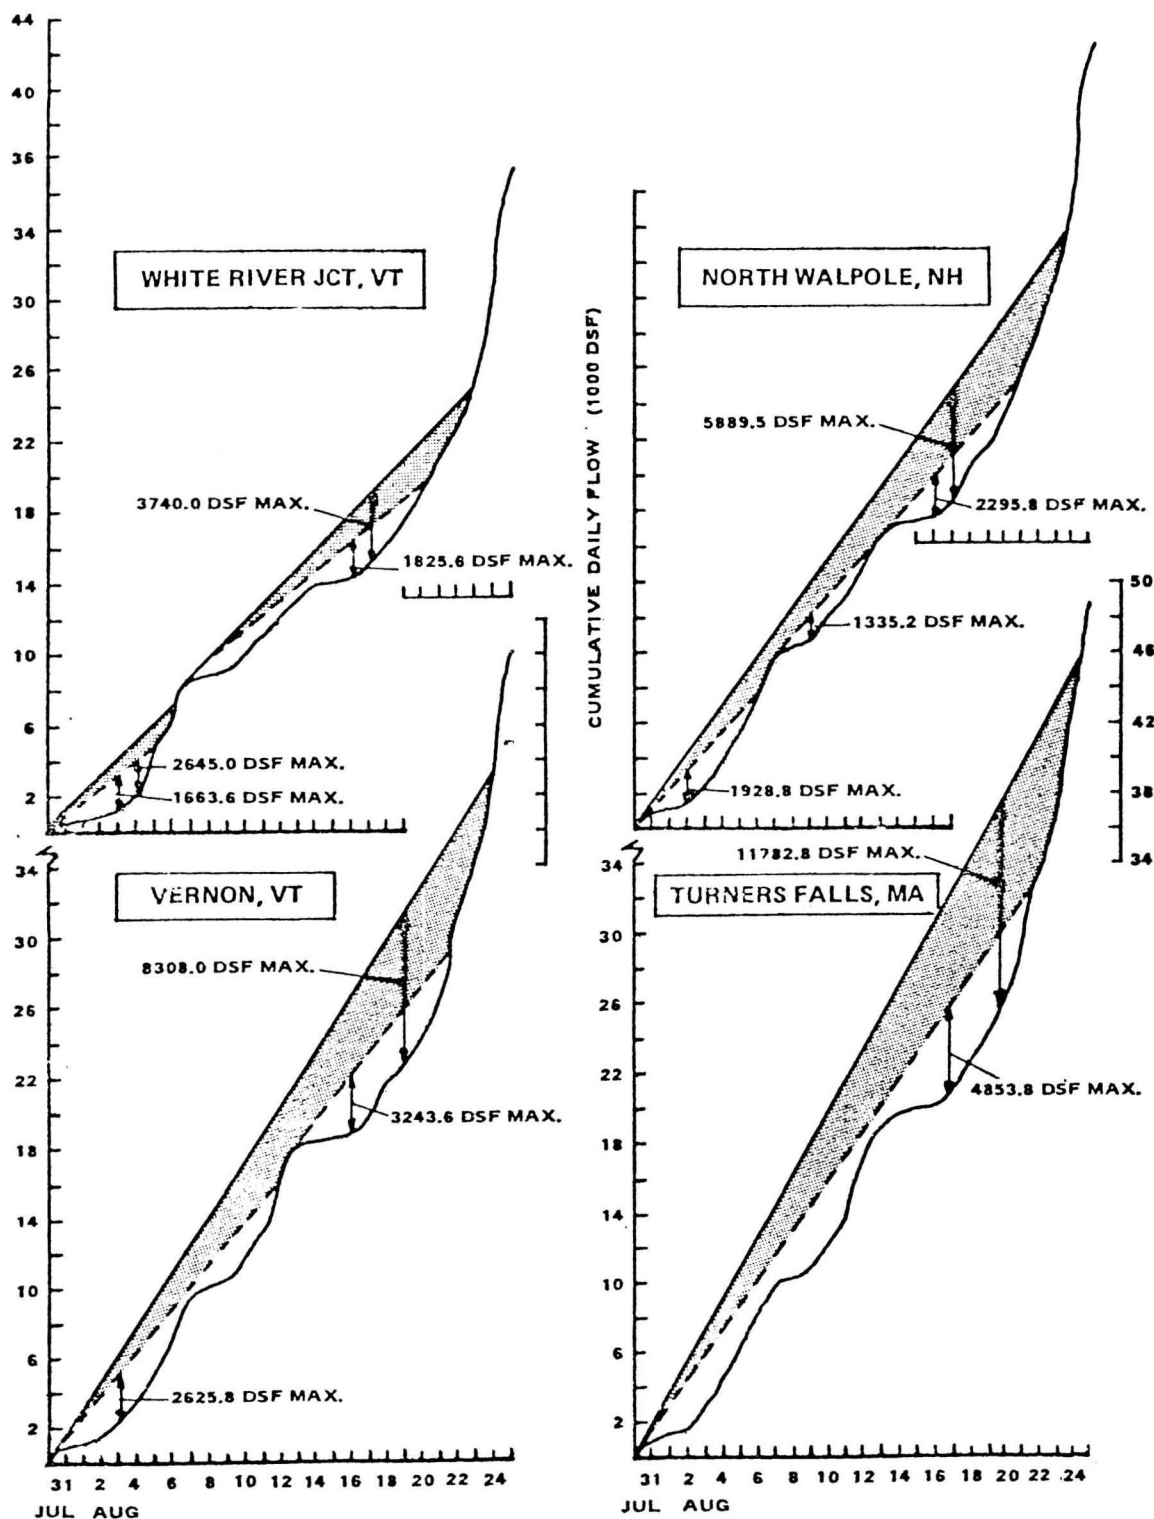 44
40
38
36
34
30
26
22
18
14
10
6
2
WHITE RIVER JCT, VT
3740.0 DSF MAX.
1825.6 DSF MAX.
2645.0 DSF MAX.
1663.6 DSF MAX.
CUMULATIVE DAILY FLOW (1000 DSF)
NORTH WALPOLE, NH
5889.5 DSF MAX.
2295.8 DSF MAX.
1335.2 DSF MAX.
1928.8 DSF MAX.
34
30
26
22
18
14
10
6
2
VERNON, VT
8308.0 DSF MAX.
3243.6 DSF MAX.
2625.8 DSF MAX.
31 2 4 6 8 10 12 14 16 18 20 22 24
JUL AUG
50
46
42
38
34
34
30
26
22
18
14
10
6
2
11782.8 DSF MAX.
TURNERS FALLS, MA
4853.8 DSF MAX.
31 2 4 6 8 10 12 14 16 18 20 22 24
JUL AUG